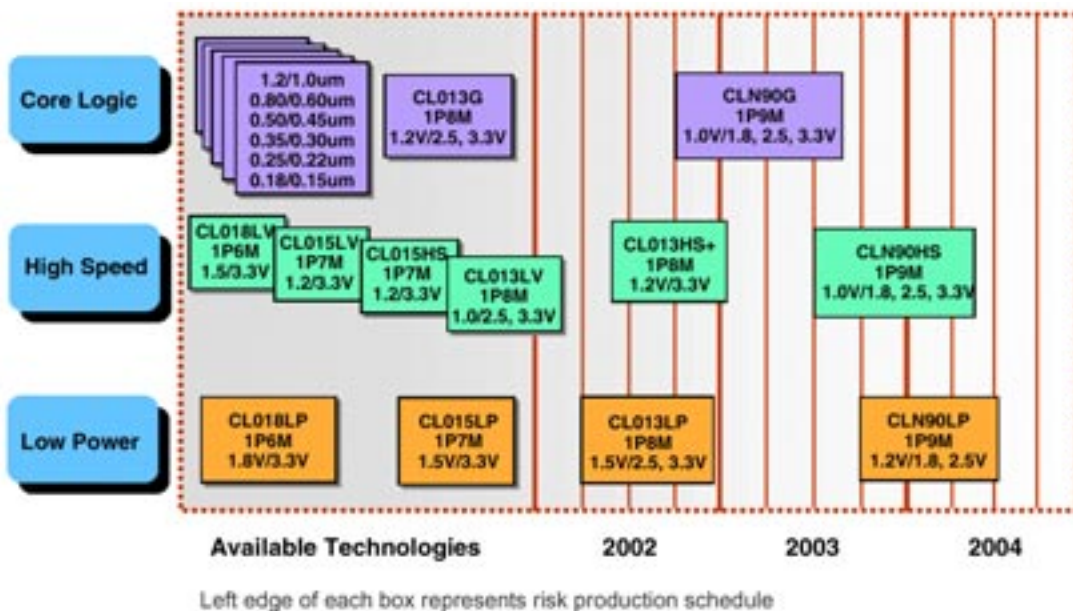 Core Logic
1.2/1.0um
0.80/0.60um
0.50/0.45um
0.35/0.30um
0.25/0.22um
0.18/0.15um
CL013G
1P8M
1.2V/2.5, 3.3V
CLN90G
1P9M
1.0V/1.8, 2.5, 3.3V
High Speed
CL018LV
1P6M
1.5/3.3V
CL015LV
1P7M
1.2/3.3V
CL015HS
1P7M
1.2/3.3V
CL013LV
1P8M
1.0/2.5, 3.3V
CL013HS+
1P8M
1.2V/3.3V
CLN90HS
1P9M
1.0V/1.8, 2.5, 3.3V
Low Power
CL018LP
1P6M
1.8V/3.3V
CL015LP
1P7M
1.5V/3.3V
CL013LP
1P8M
1.5V/2.5, 3.3V
CLN90LP
1P9M
1.2V/1.8, 2.5V
Available Technologies
2002
2003
2004
Left edge of each box represents risk production schedule